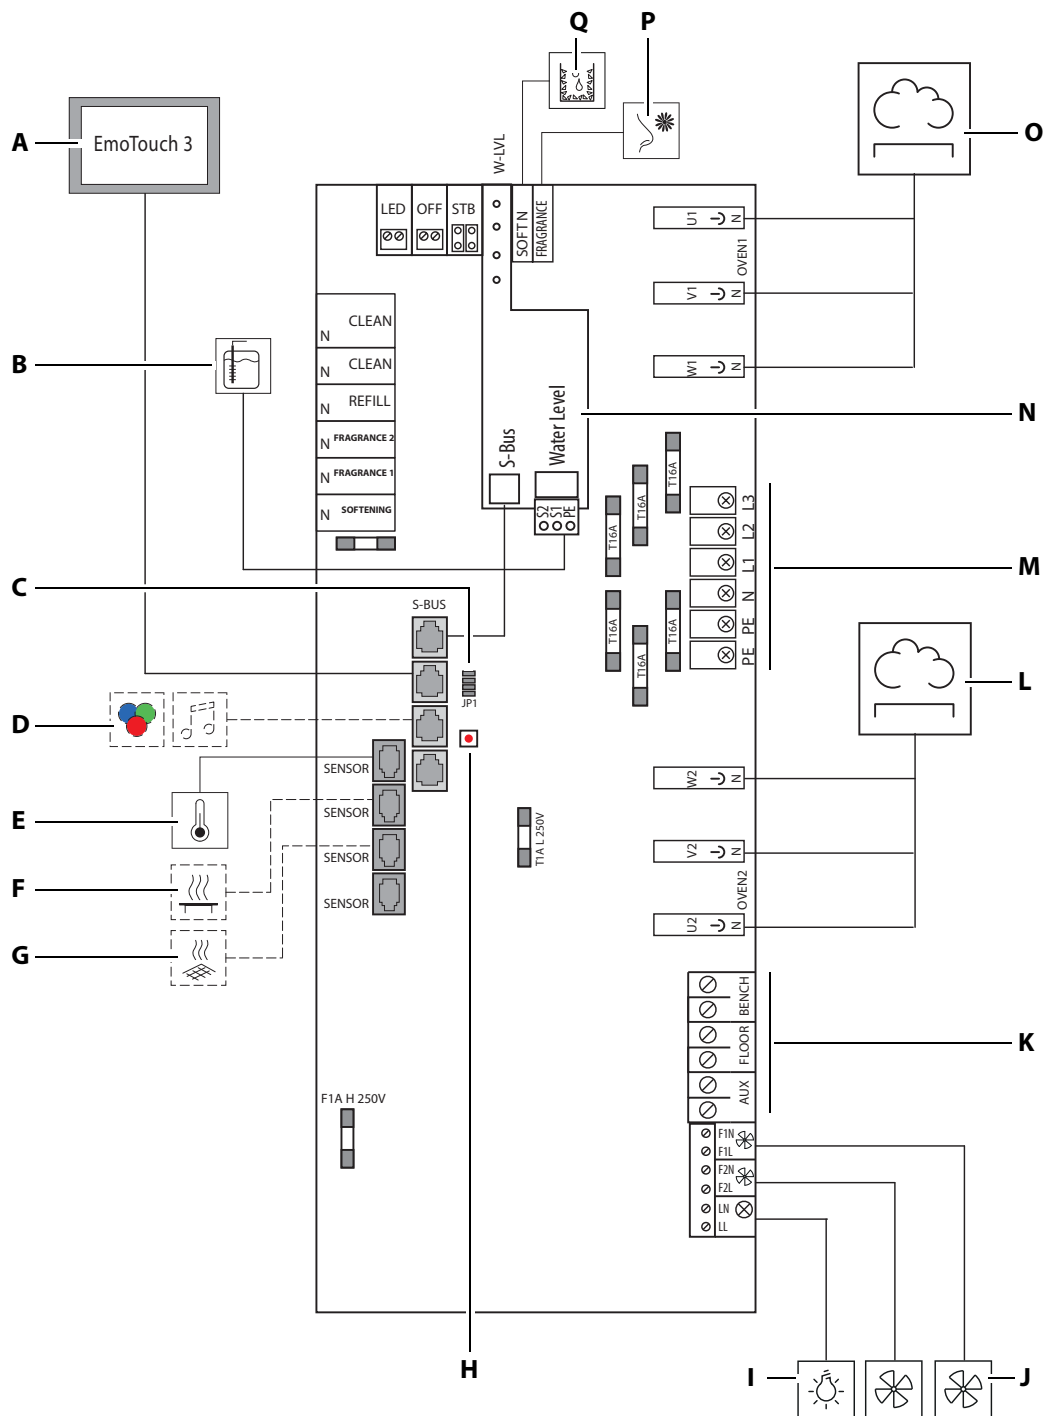 Q
P
A
EmoTouch 3
O
W-LVL
LED
OFF
STB
SOFTN
FRAGRANCE
U1
N
OVEN1
V1
N
W1
N
N CLEAN
N CLEAN
N REFILL
N FRAGRANCE 2
N FRAGRANCE 1
N SOFTENING
B
N
S-Bus
Water Level
S2
S1
PE
T16A
T16A
T16A
T16A
T16A
T16A
L3
L2
L1
N
PE
PE
M
C
S-BUS
JP1
L
D
SENSOR
SENSOR
SENSOR
SENSOR
E
F
G
T1A L 250V
W2
N
V2
N
OVEN2
U2
N
BENCH
FLOOR
AUX
K
F1A H 250V
F1N
F1L
F2N
F2L
LN
LL
H
I
J